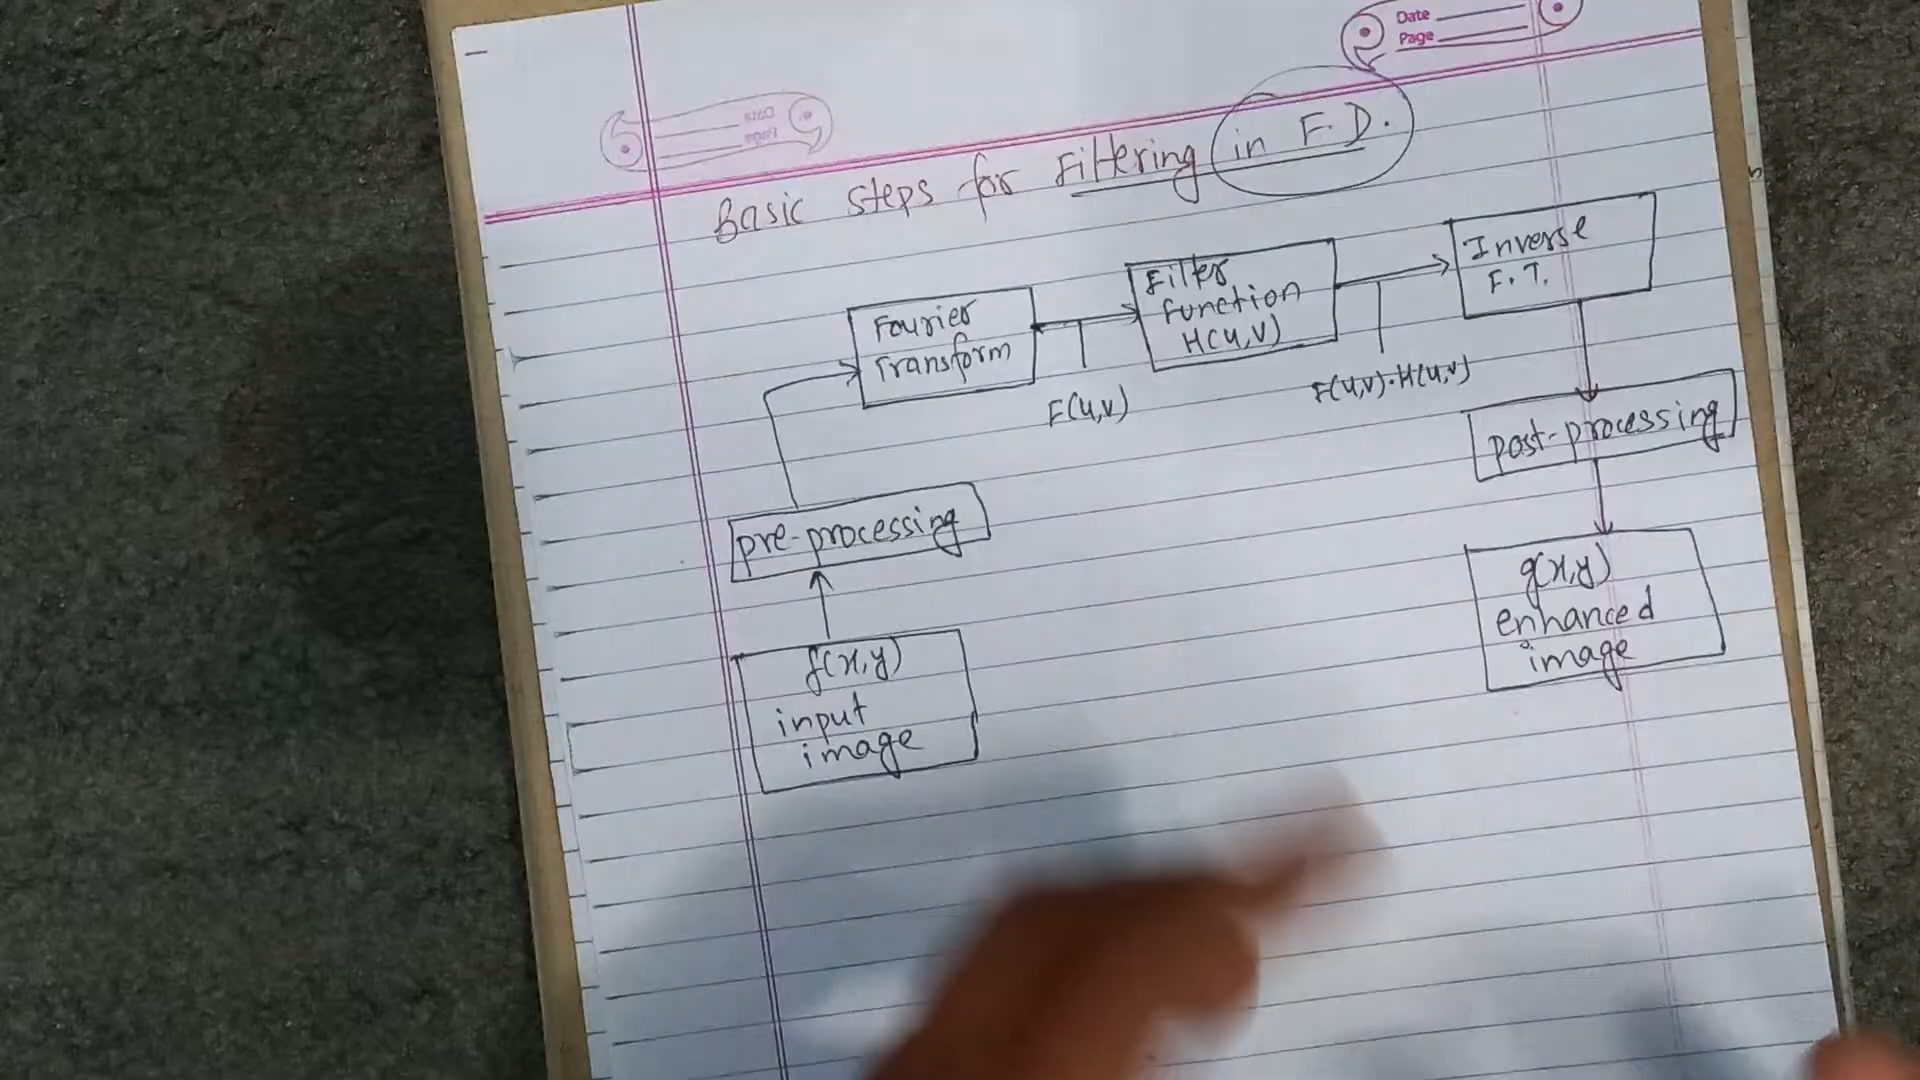 Date
Page
Basic steps for Filtering in F.D.
Fourier
Transform
F(u,v)
Filter
function
H(u,v)
F(u,v)·H(u,v)
Inverse
F.T.
post-processing
g(x,y)
enhanced
image
pre-processing
f(x,y)
input
image